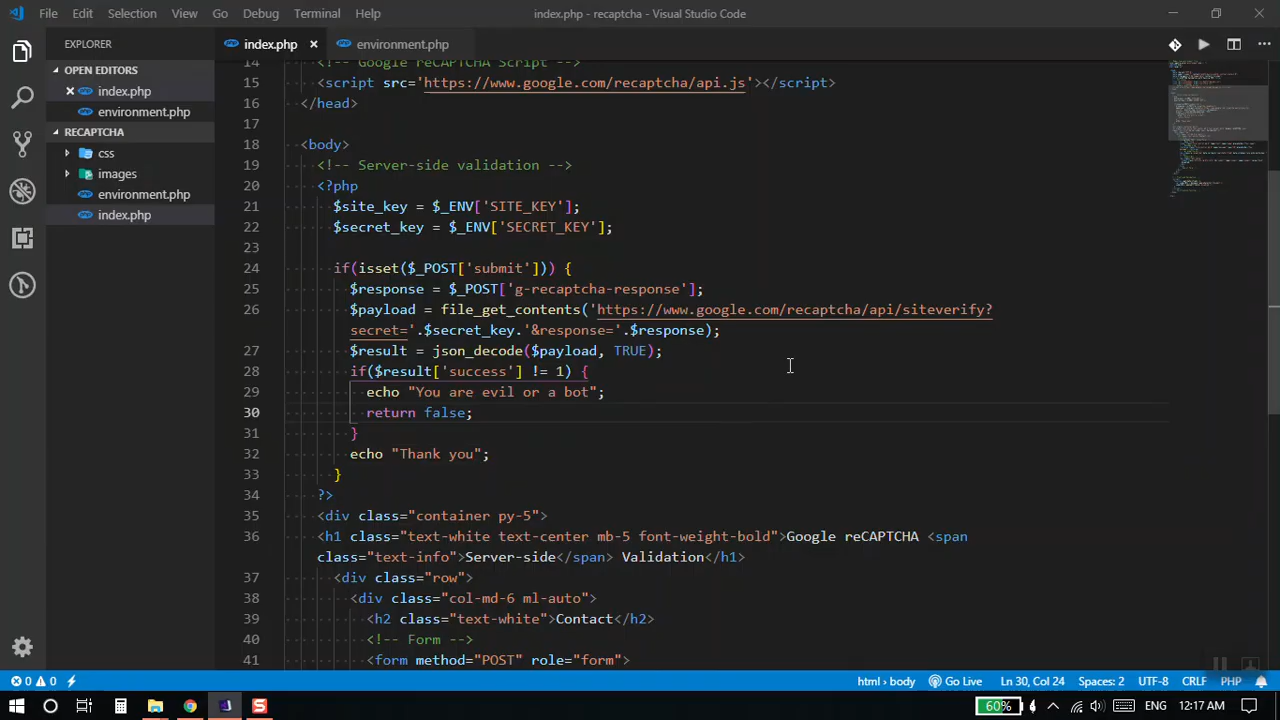 File Edit Selection View Go Debug Terminal Help index.php - recaptcha - Visual Studio Code
EXPLORER
OPEN EDITORS
index.php
environment.php
RECAPTCHA
css
images
environment.php
index.php
index.php environment.php
14 <!-- Google reCAPTCHA Script -->
15 <script src='https://www.google.com/recaptcha/api.js'></script>
16 </head>
17
18 <body>
19 <!-- Server-side validation -->
20 <?php
21 $site_key = $_ENV['SITE_KEY'];
22 $secret_key = $_ENV['SECRET_KEY'];
23
24 if(isset($_POST['submit'])) {
25 $response = $_POST['g-recaptcha-response'];
26 $payload = file_get_contents('https://www.google.com/recaptcha/api/siteverify?
secret='.$secret_key.'&response='.$response);
27 $result = json_decode($payload, TRUE);
28 if($result['success'] != 1) {
29 echo "You are evil or a bot";
30 return false;
31 }
32 echo "Thank you";
33 }
34 ?>
35 <div class="container py-5">
36 <h1 class="text-white text-center mb-5 font-weight-bold">Google reCAPTCHA <span
class="text-info">Server-side</span> Validation</h1>
37 <div class="row">
38 <div class="col-md-6 ml-auto">
39 <h2 class="text-white">Contact</h2>
40 <!-- Form -->
41 <form method="POST" role="form">
0 0 html › body Go Live Ln 30, Col 24 Spaces: 2 UTF-8 CRLF PHP
60% ENG 12:17 AM